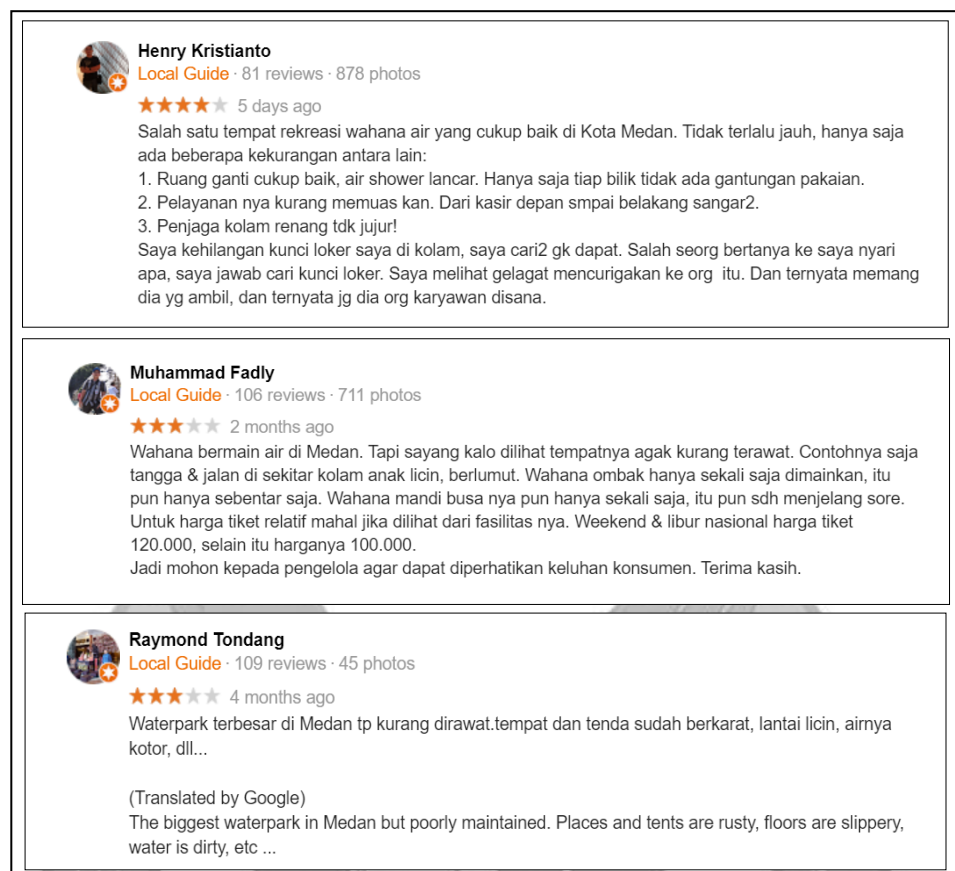 Henry Kristianto
Local Guide · 81 reviews · 878 photos
5 days ago
Salah satu tempat rekreasi wahana air yang cukup baik di Kota Medan. Tidak terlalu jauh, hanya saja
ada beberapa kekurangan antara lain:
1. Ruang ganti cukup baik, air shower lancar. Hanya saja tiap bilik tidak ada gantungan pakaian.
2. Pelayanan nya kurang memuas kan. Dari kasir depan smpai belakang sangar2.
3. Penjaga kolam renang tdk jujur!
Saya kehilangan kunci loker saya di kolam, saya cari2 gk dapat. Salah seorg bertanya ke saya nyari
apa, saya jawab cari kunci loker. Saya melihat gelagat mencurigakan ke org itu. Dan ternyata memang
dia yg ambil, dan ternyata jg dia org karyawan disana.
Muhammad Fadly
Local Guide · 106 reviews · 711 photos
2 months ago
Wahana bermain air di Medan. Tapi sayang kalo dilihat tempatnya agak kurang terawat. Contohnya saja
tangga & jalan di sekitar kolam anak licin, berlumut. Wahana ombak hanya sekali saja dimainkan, itu
pun hanya sebentar saja. Wahana mandi busa nya pun hanya sekali saja, itu pun sdh menjelang sore.
Untuk harga tiket relatif mahal jika dilihat dari fasilitas nya. Weekend & libur nasional harga tiket
120.000, selain itu harganya 100.000.
Jadi mohon kepada pengelola agar dapat diperhatikan keluhan konsumen. Terima kasih.
Raymond Tondang
Local Guide · 109 reviews · 45 photos
4 months ago
Waterpark terbesar di Medan tp kurang dirawat.tempat dan tenda sudah berkarat, lantai licin, airnya
kotor, dll...
(Translated by Google)
The biggest waterpark in Medan but poorly maintained. Places and tents are rusty, floors are slippery,
water is dirty, etc ...